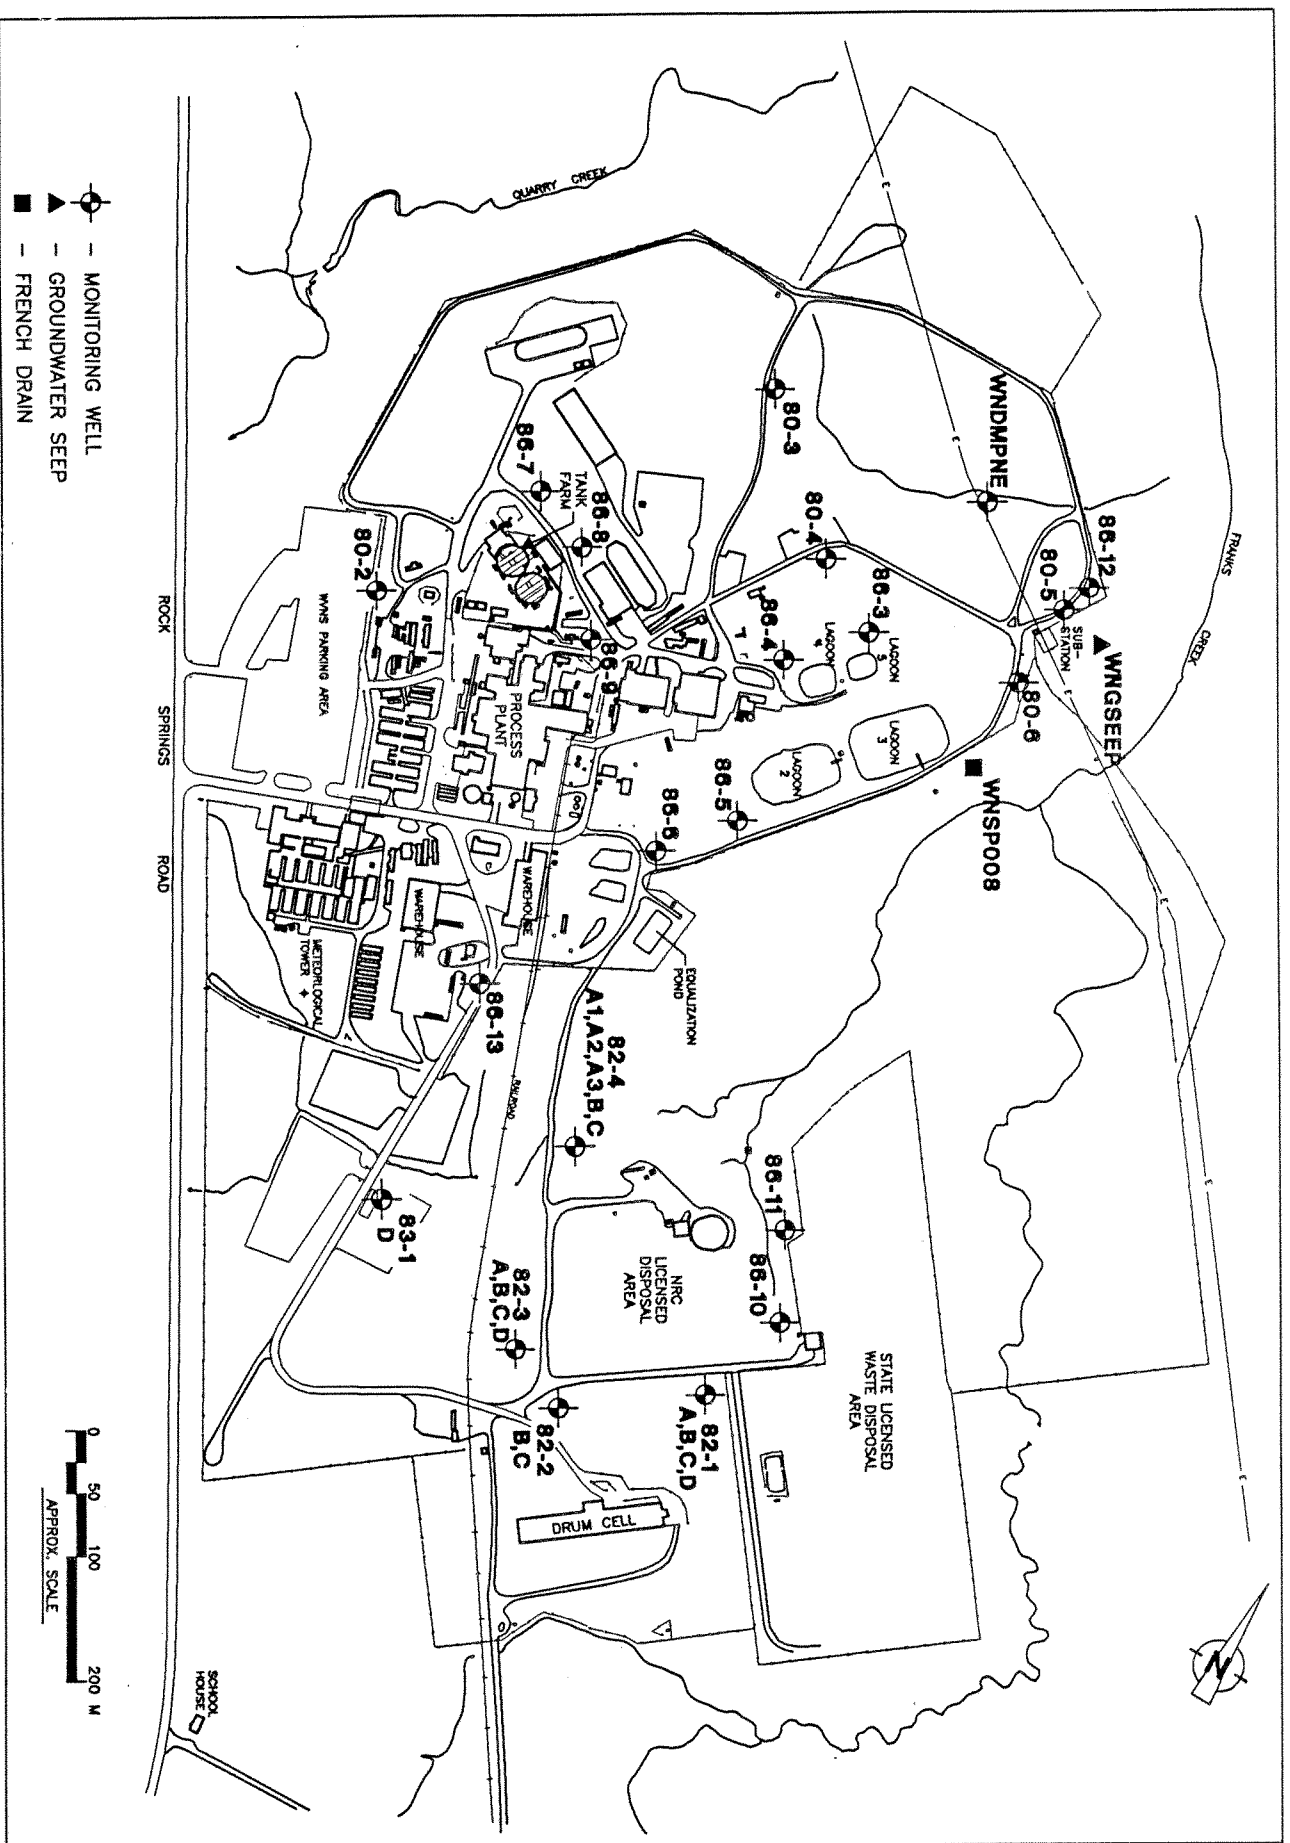 FRANKS
CREEK
QUARRY CREEK
WNDMPNE
86-12
80-5
SUB-
STATION
WNGSEEP
80-6
WNSP008
80-3
80-4
86-3
86-4
LAGOON
5
LAGOON
4
LAGOON
3
LAGOON
2
86-5
86-6
86-7
TANK
FARM
86-8
86-9
80-2
PROCESS
PLANT
WVNS PARKING AREA
WAREHOUSE
WAREHOUSE
METEORLOGICAL
TOWER +
EQUALIZATION
POND
86-13
RAILROAD
82-4
A1,A2,A3,B,C
86-11
86-10
NRC
LICENSED
DISPOSAL
AREA
STATE LICENSED
WASTE DISPOSAL
AREA
83-1
D
82-3
A,B,C,D
82-2
B,C
82-1
A,B,C,D
DRUM CELL
SCHOOL
HOUSE
ROCK SPRINGS ROAD
N
- MONITORING WELL
- GROUNDWATER SEEP
- FRENCH DRAIN
0 50 100 200 M
APPROX. SCALE